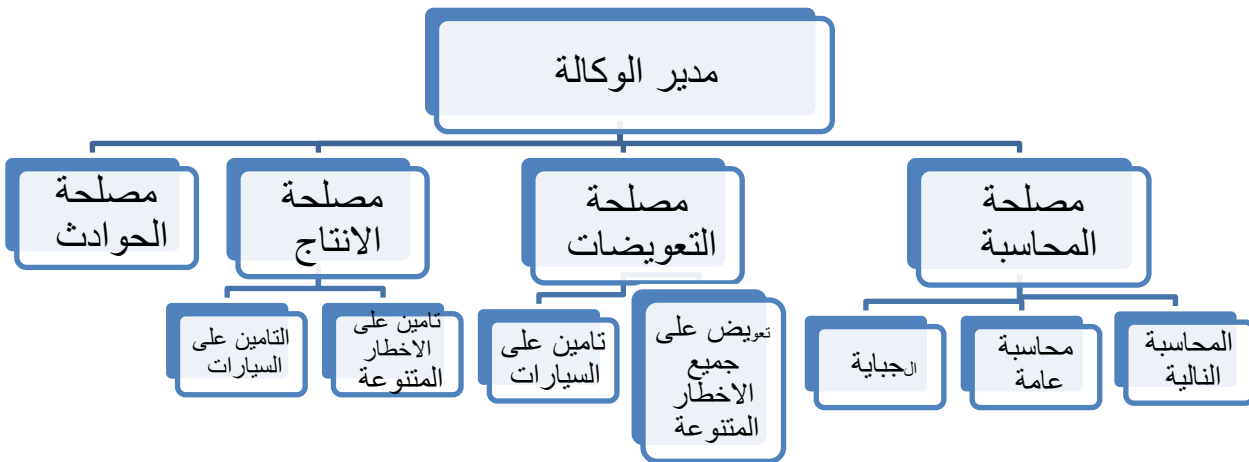 مدير الوكالة
مصلحة
المحاسبة
مصلحة
التعويضات
مصلحة
الانتاج
مصلحة
الحوادث
المحاسبة
النالية
محاسبة
عامة
الجباية
تعويض على
جميع
الاخطار
المتنوعة
تامين على
السيارات
تامين على
الاخطار
المتنوعة
التامين على
السيارات